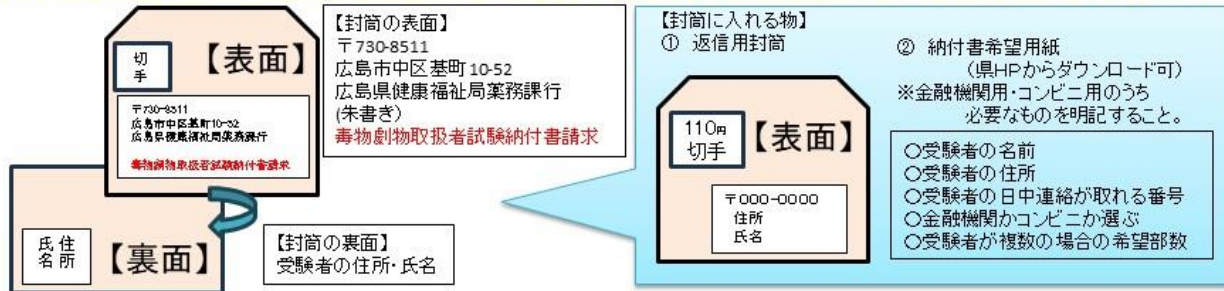 切
手
【表面】
〒730-8511
広島市中区基町10-52
広島県健康福祉局薬務課行
毒物劇物取扱者試験納付書請求
住所
氏名
【裏面】
【封筒の表面】
〒730-8511
広島市中区基町10-52
広島県健康福祉局薬務課行
(朱書き)
毒物劇物取扱者試験納付書請求
【封筒の裏面】
受験者の住所・氏名
【封筒に入れる物】
① 返信用封筒
110円
切手
【表面】
〒000-0000
住所
氏名
② 納付書希望用紙
(県HPからダウンロード可)
※金融機関用・コンビニ用のうち
必要なものを明記すること。
○受験者の名前
○受験者の住所
○受験者の日中連絡が取れる番号
○金融機関かコンビニか選ぶ
○受験者が複数の場合の希望部数